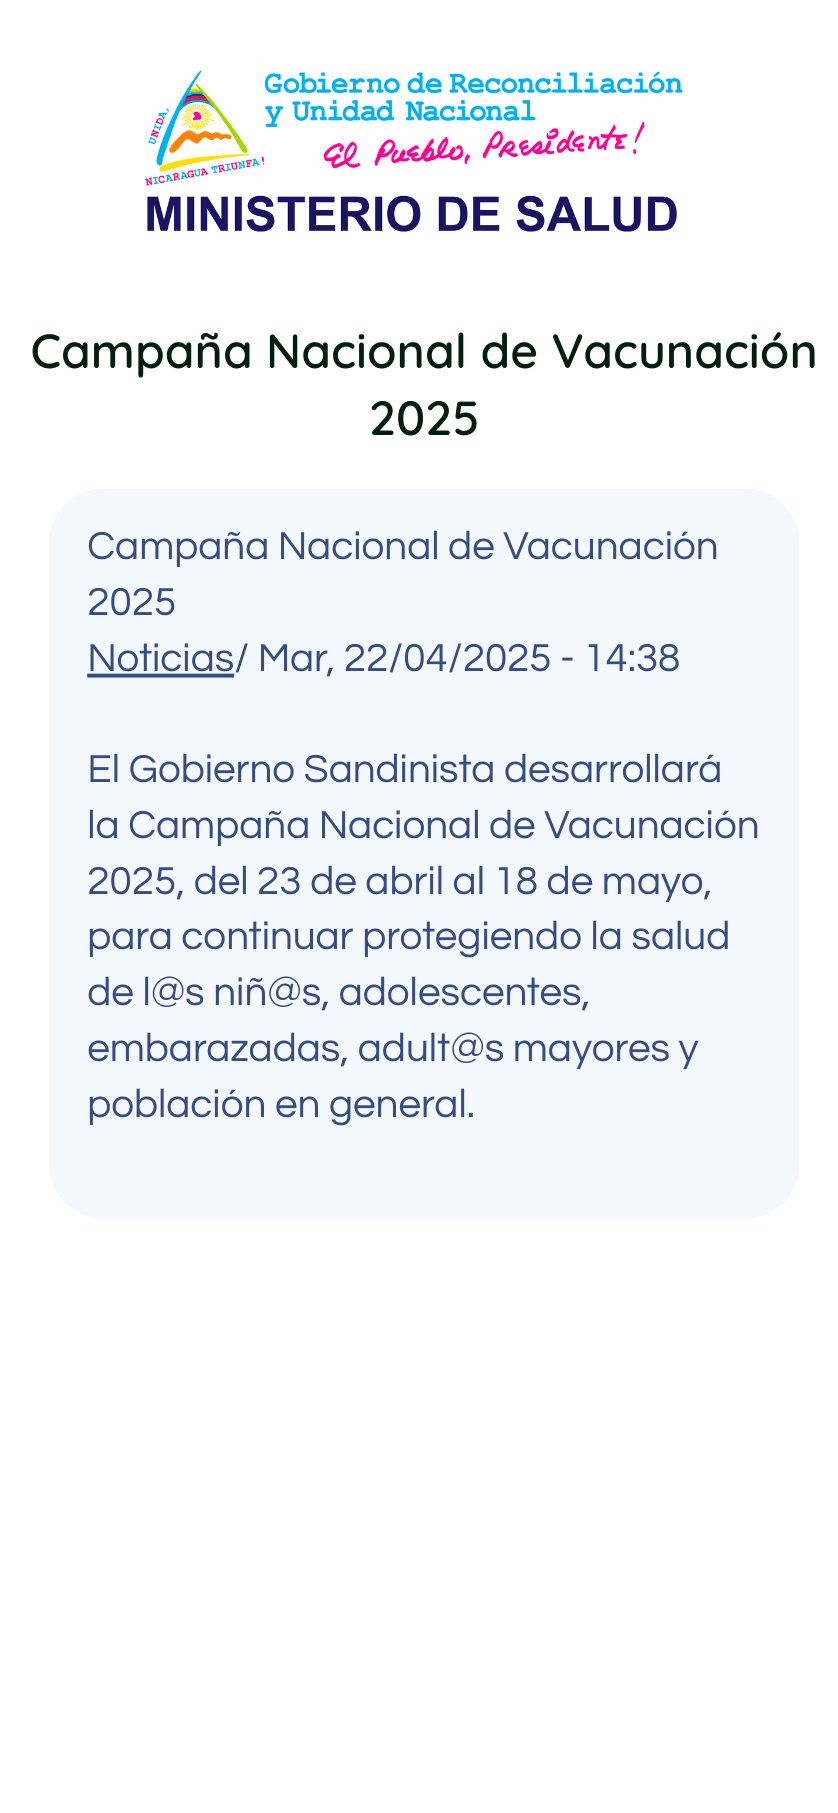 Gobierno de Reconciliación
y Unidad Nacional
El Pueblo, Presidente!
UNIDA,
NICARAGUA TRIUNFA!
MINISTERIO DE SALUD
Campaña Nacional de Vacunación
2025
Campaña Nacional de Vacunación
2025
Noticias/ Mar, 22/04/2025 - 14:38
El Gobierno Sandinista desarrollará
la Campaña Nacional de Vacunación
2025, del 23 de abril al 18 de mayo,
para continuar protegiendo la salud
de l@s niñ@s, adolescentes,
embarazadas, adult@s mayores y
población en general.